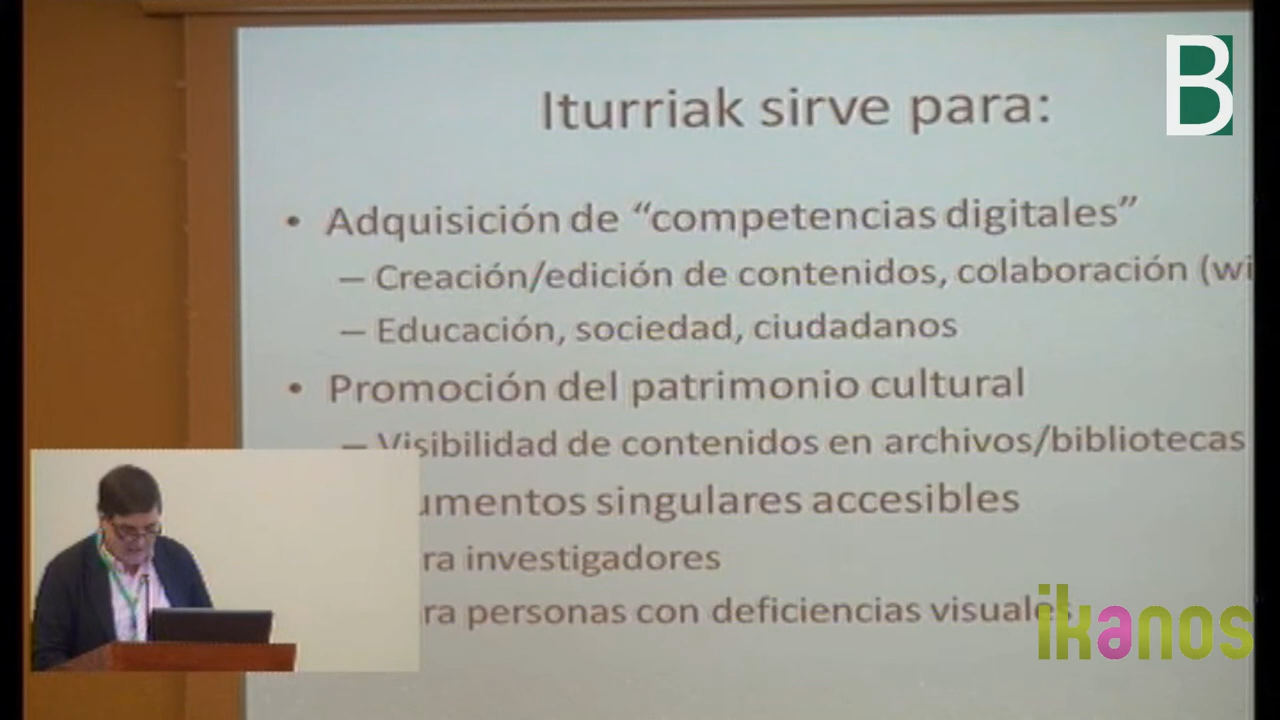 B
Iturriak sirve para:
• Adquisición de “competencias digitales”
– Creación/edición de contenidos, colaboración (wi
– Educación, sociedad, ciudadanos
• Promoción del patrimonio cultural
– Visibilidad de contenidos en archivos/bibliotecas
umentos singulares accesibles
ra investigadores
ra personas con deficiencias visuales
ikanos